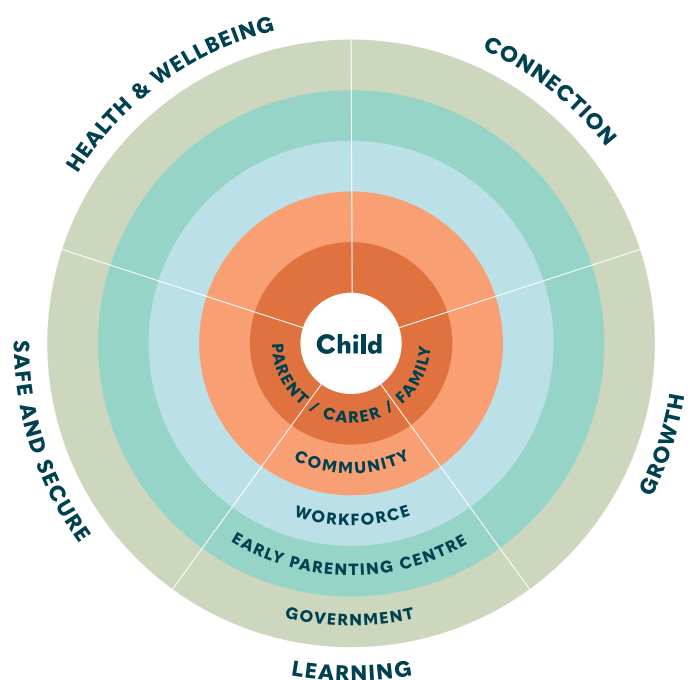 HEALTH & WELLBEING
CONNECTION
SAFE AND SECURE
GROWTH
Child
PARENT / CARER / FAMILY
COMMUNITY
WORKFORCE
EARLY PARENTING CENTRE
GOVERNMENT
LEARNING